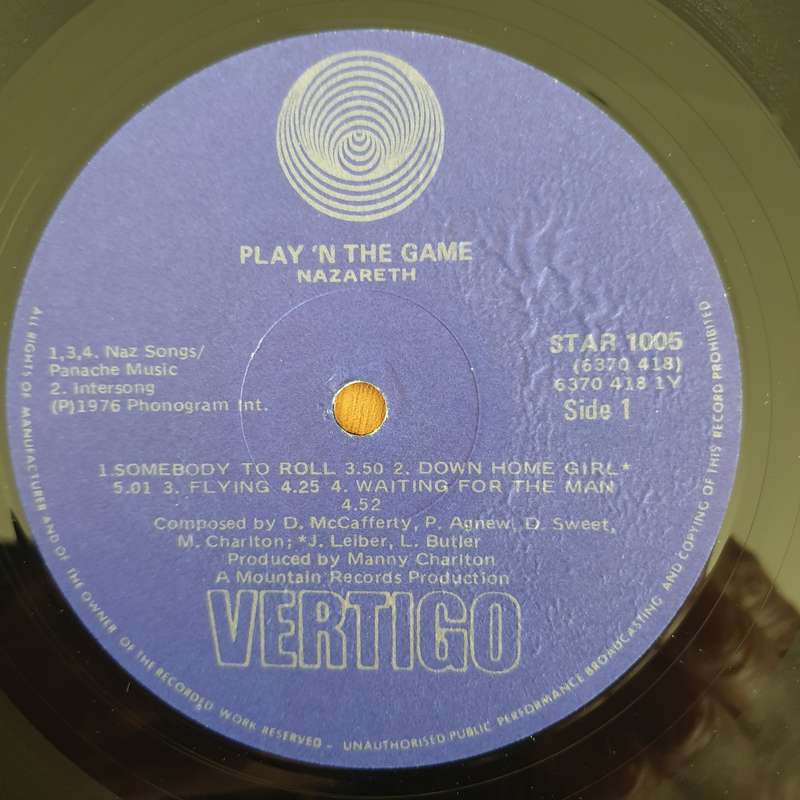 PLAY 'N THE GAME
NAZARETH
1,3,4. Naz Songs/
Panache Music
2. Intersong
(P)1976 Phonogram Int.
STAR 1005
(6370 418)
6370 418 1Y
Side 1
1.SOMEBODY TO ROLL 3.50 2. DOWN HOME GIRL*
5.01 3. FLYING 4.25 4. WAITING FOR THE MAN
4.52
Composed by D. McCafferty, P. Agnew, D. Sweet,
M. Charlton; *J. Leiber, L. Butler
Produced by Manny Charlton
A Mountain Records Production
VERTIGO
ALL RIGHTS OF MANUFACTURER AND OF THE OWNER OF THE RECORDED WORK RESERVED - UNAUTHORISED PUBLIC PERFORMANCE BROADCASTING AND COPYING OF THIS RECORD PROHIBITED